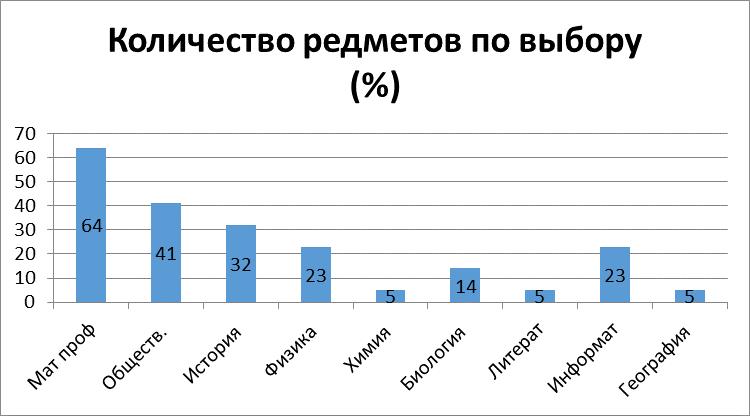 Количество редметов по выбору
(%)
70
60
50
40
30
20
10
0
64
41
32
23
5
14
5
23
5
Мат проф
Обществ.
История
Физика
Химия
Биология
Литерат
Информат
География